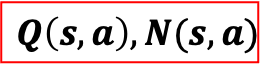 Q(s, a), N(s, a)